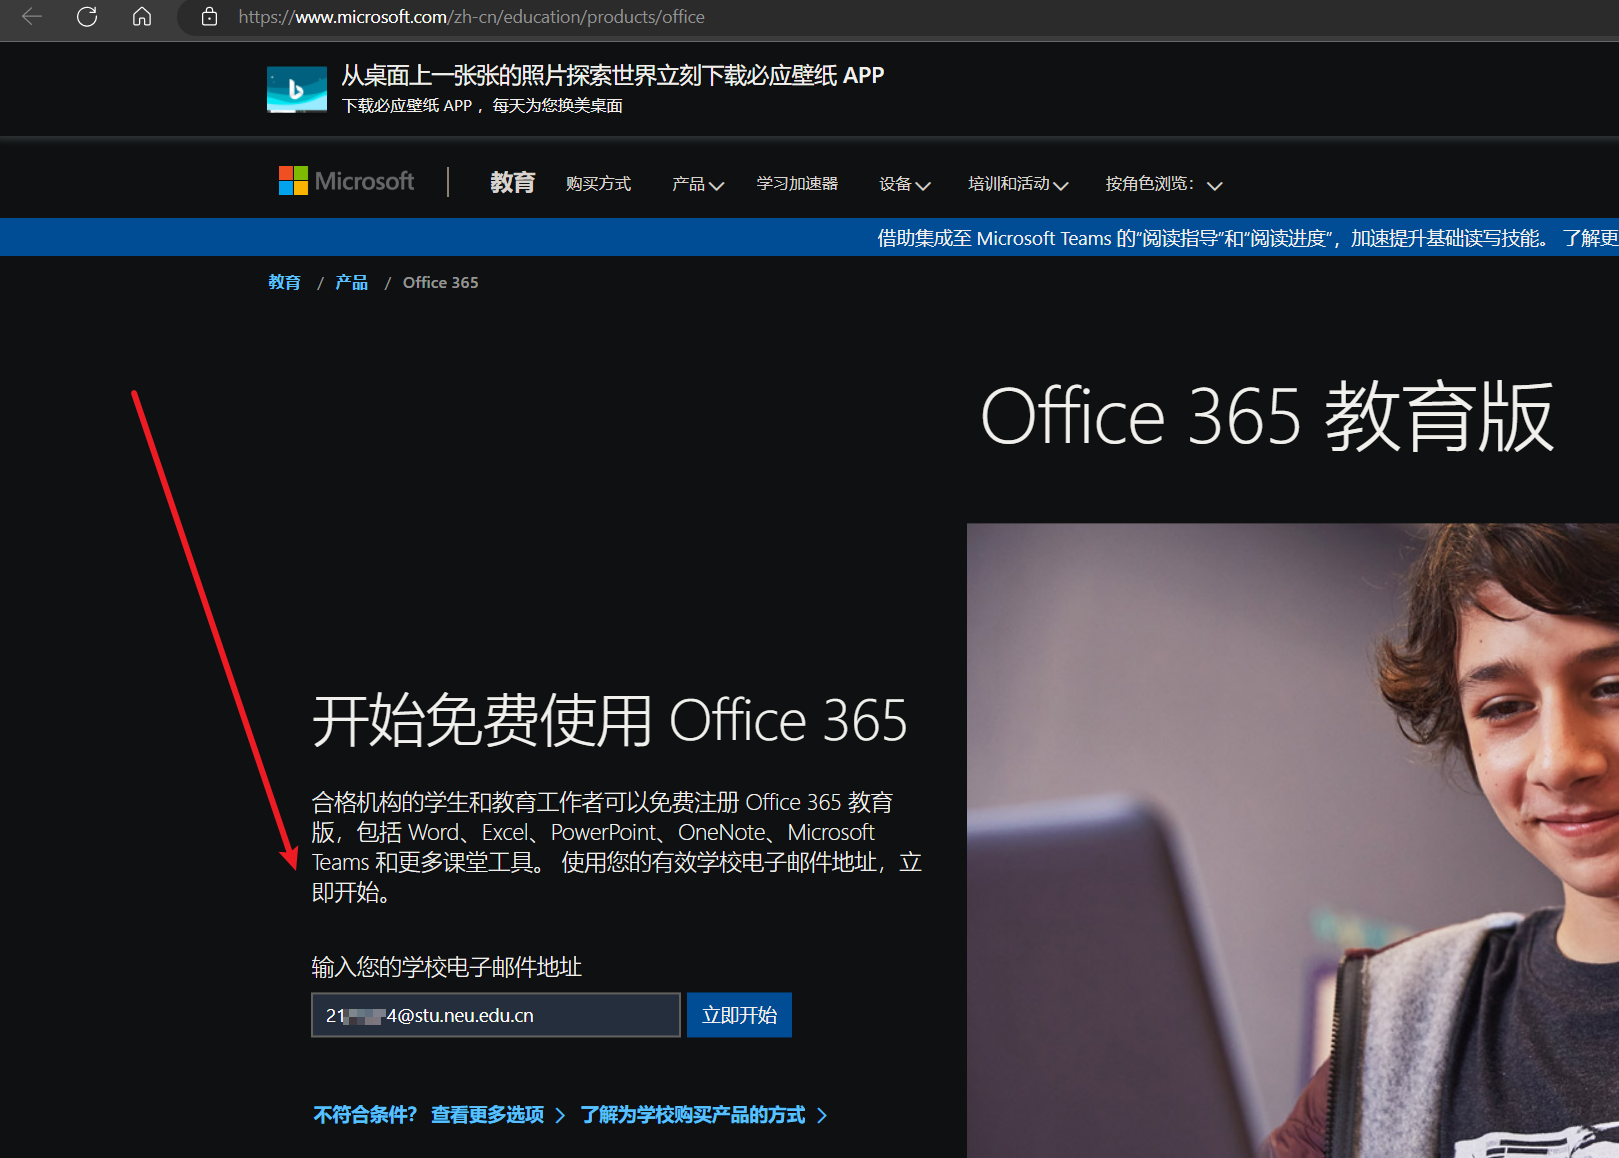 https://www.microsoft.com/zh-cn/education/products/office
从桌面上一张张的照片探索世界立刻下载必应壁纸 APP
下载必应壁纸 APP ，每天为您换美桌面
Microsoft
教育 购买方式 产品 学习加速器 设备 培训和活动 按角色浏览：
借助集成至 Microsoft Teams 的“阅读指导”和“阅读进度”，加速提升基础读写技能。 了解更
教育 / 产品 / Office 365
Office 365 教育版
开始免费使用 Office 365
合格机构的学生和教育工作者可以免费注册 Office 365 教育
版，包括 Word、Excel、PowerPoint、OneNote、Microsoft
Teams 和更多课堂工具。 使用您的有效学校电子邮件地址，立
即开始。
输入您的学校电子邮件地址
21 4@stu.neu.edu.cn
立即开始
不符合条件？ 查看更多选项 了解为学校购买产品的方式